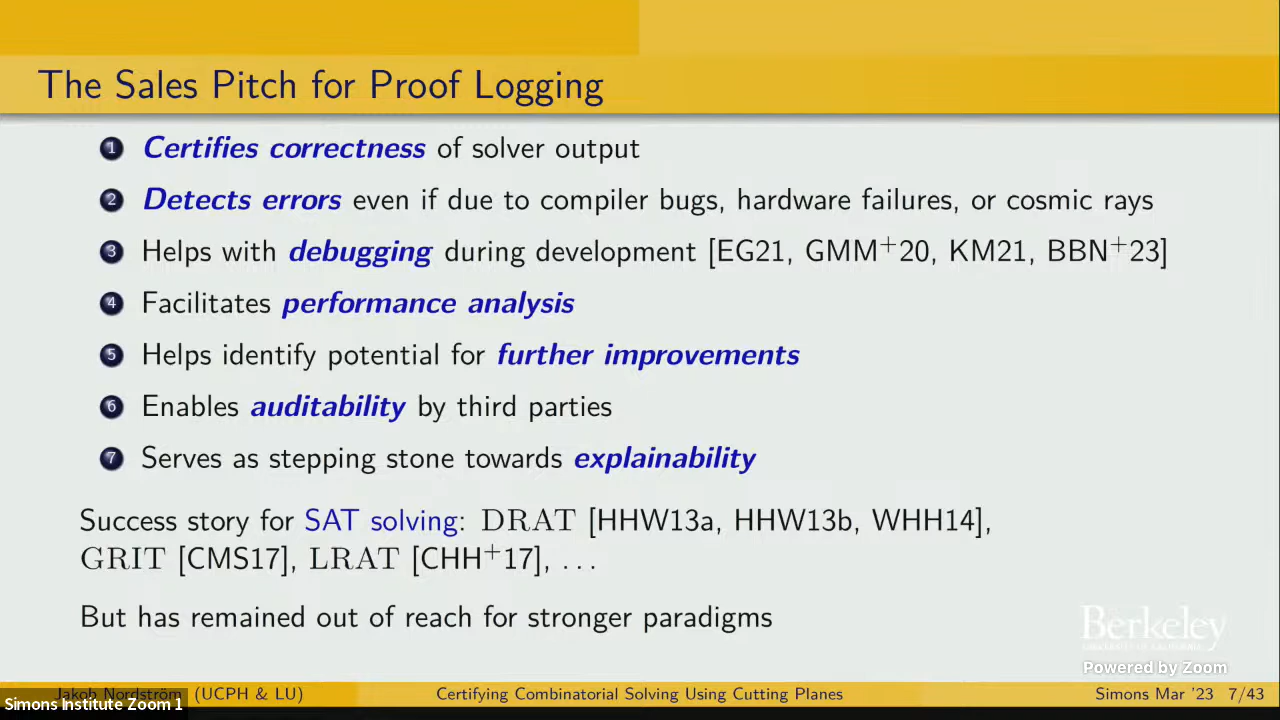 The Sales Pitch for Proof Logging
1 Certifies correctness of solver output
2 Detects errors even if due to compiler bugs, hardware failures, or cosmic rays
3 Helps with debugging during development [EG21, GMM+20, KM21, BBN+23]
4 Facilitates performance analysis
5 Helps identify potential for further improvements
6 Enables auditability by third parties
7 Serves as stepping stone towards explainability
Success story for SAT solving: DRAT [HHW13a, HHW13b, WHH14],
GRIT [CMS17], LRAT [CHH+17], ...
But has remained out of reach for stronger paradigms
Berkeley
UNIVERSITY OF CALIFORNIA
Powered by Zoom
Jakob Nordström (UCPH & LU) Certifying Combinatorial Solving Using Cutting Planes Simons Mar '23 7/43
Simons Institute Zoom 1